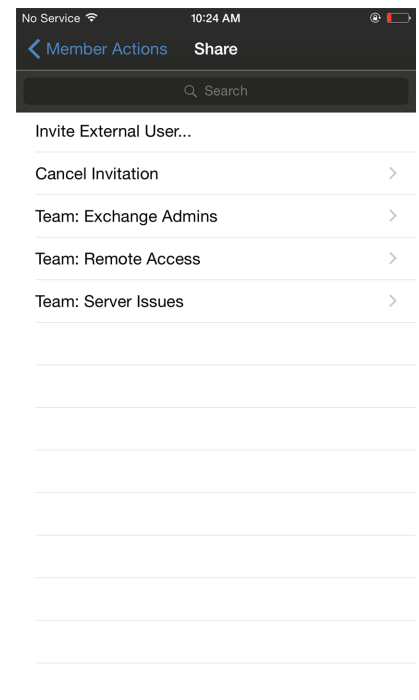 No Service 10:24 AM
Member Actions Share
Search
Invite External User...
Cancel Invitation
Team: Exchange Admins
Team: Remote Access
Team: Server Issues